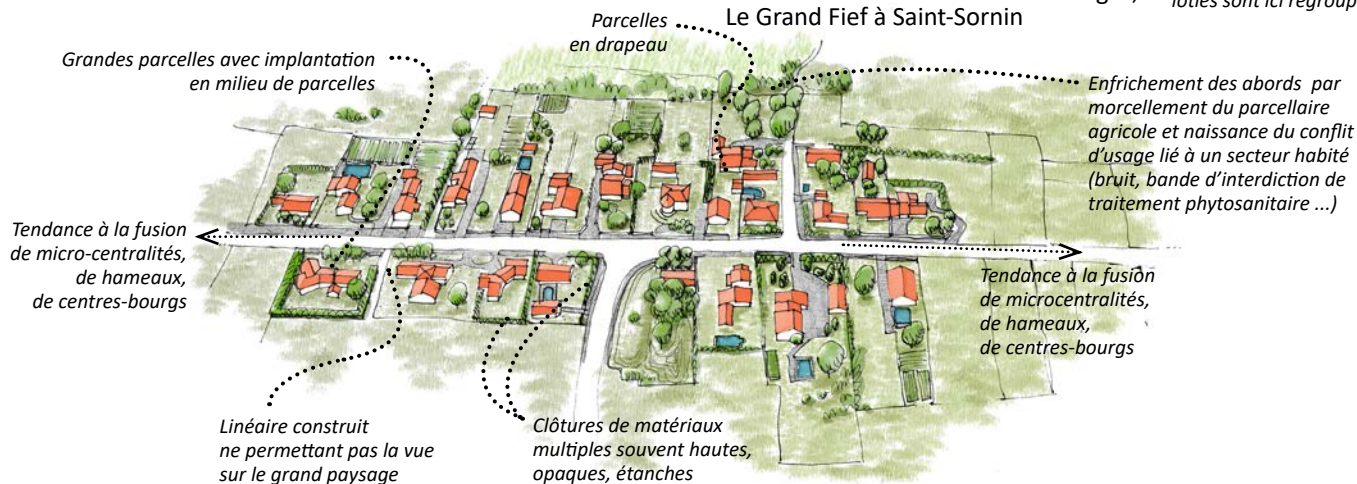 Le Grand Fief à Saint-Sornin
Parcelles
en drapeau
Grandes parcelles avec implantation
en milieu de parcelles
Enfrichement des abords par
morcellement du parcellaire
agricole et naissance du conflit
d'usage lié à un secteur habité
(bruit, bande d'interdiction de
traitement phytosanitaire ...)
Tendance à la fusion
de micro-centralités,
de hameaux,
de centres-bourgs
Tendance à la fusion
de microcentralités,
de hameaux,
de centres-bourgs
Linéaire construit
ne permettant pas la vue
sur le grand paysage
Clôtures de matériaux
multiples souvent hautes,
opaques, étanches